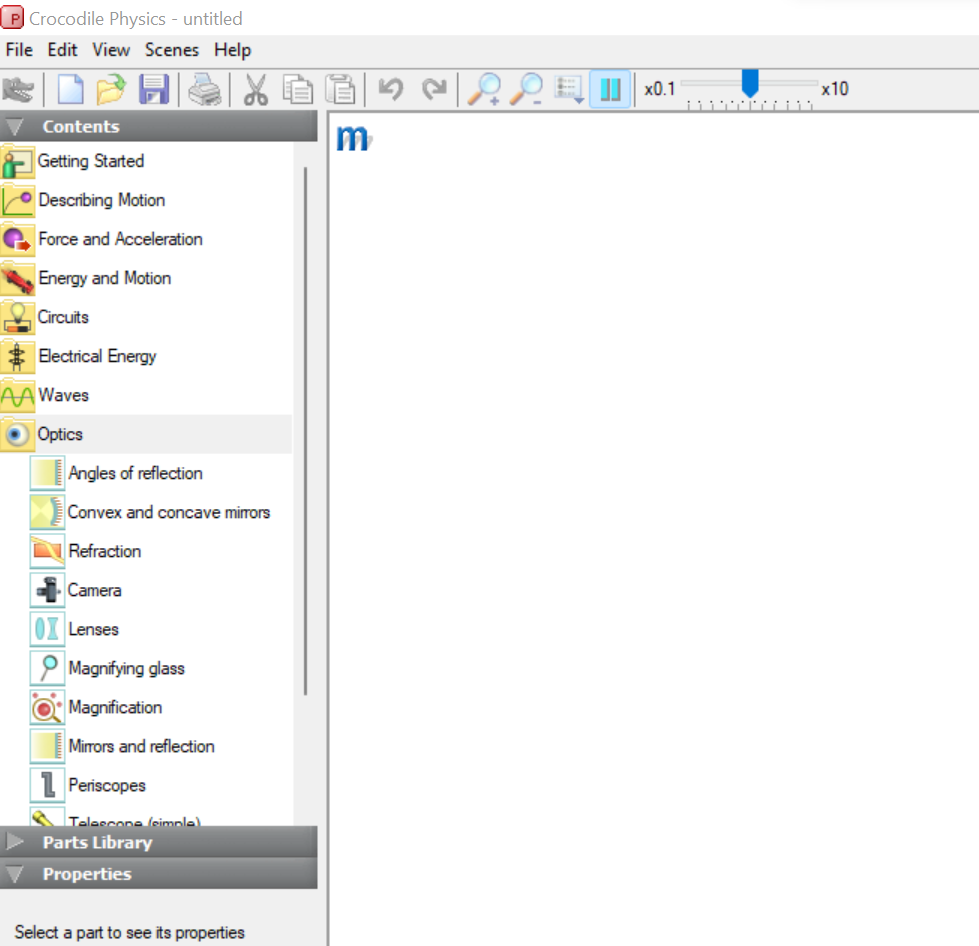 Crocodile Physics - untitled
File Edit View Scenes Help
x0.1 x10
Contents
m
Getting Started
Describing Motion
Force and Acceleration
Energy and Motion
Circuits
Electrical Energy
Waves
Optics
Angles of reflection
Convex and concave mirrors
Refraction
Camera
Lenses
Magnifying glass
Magnification
Mirrors and reflection
Periscopes
Telescope (simple)
Parts Library
Properties
Select a part to see its properties